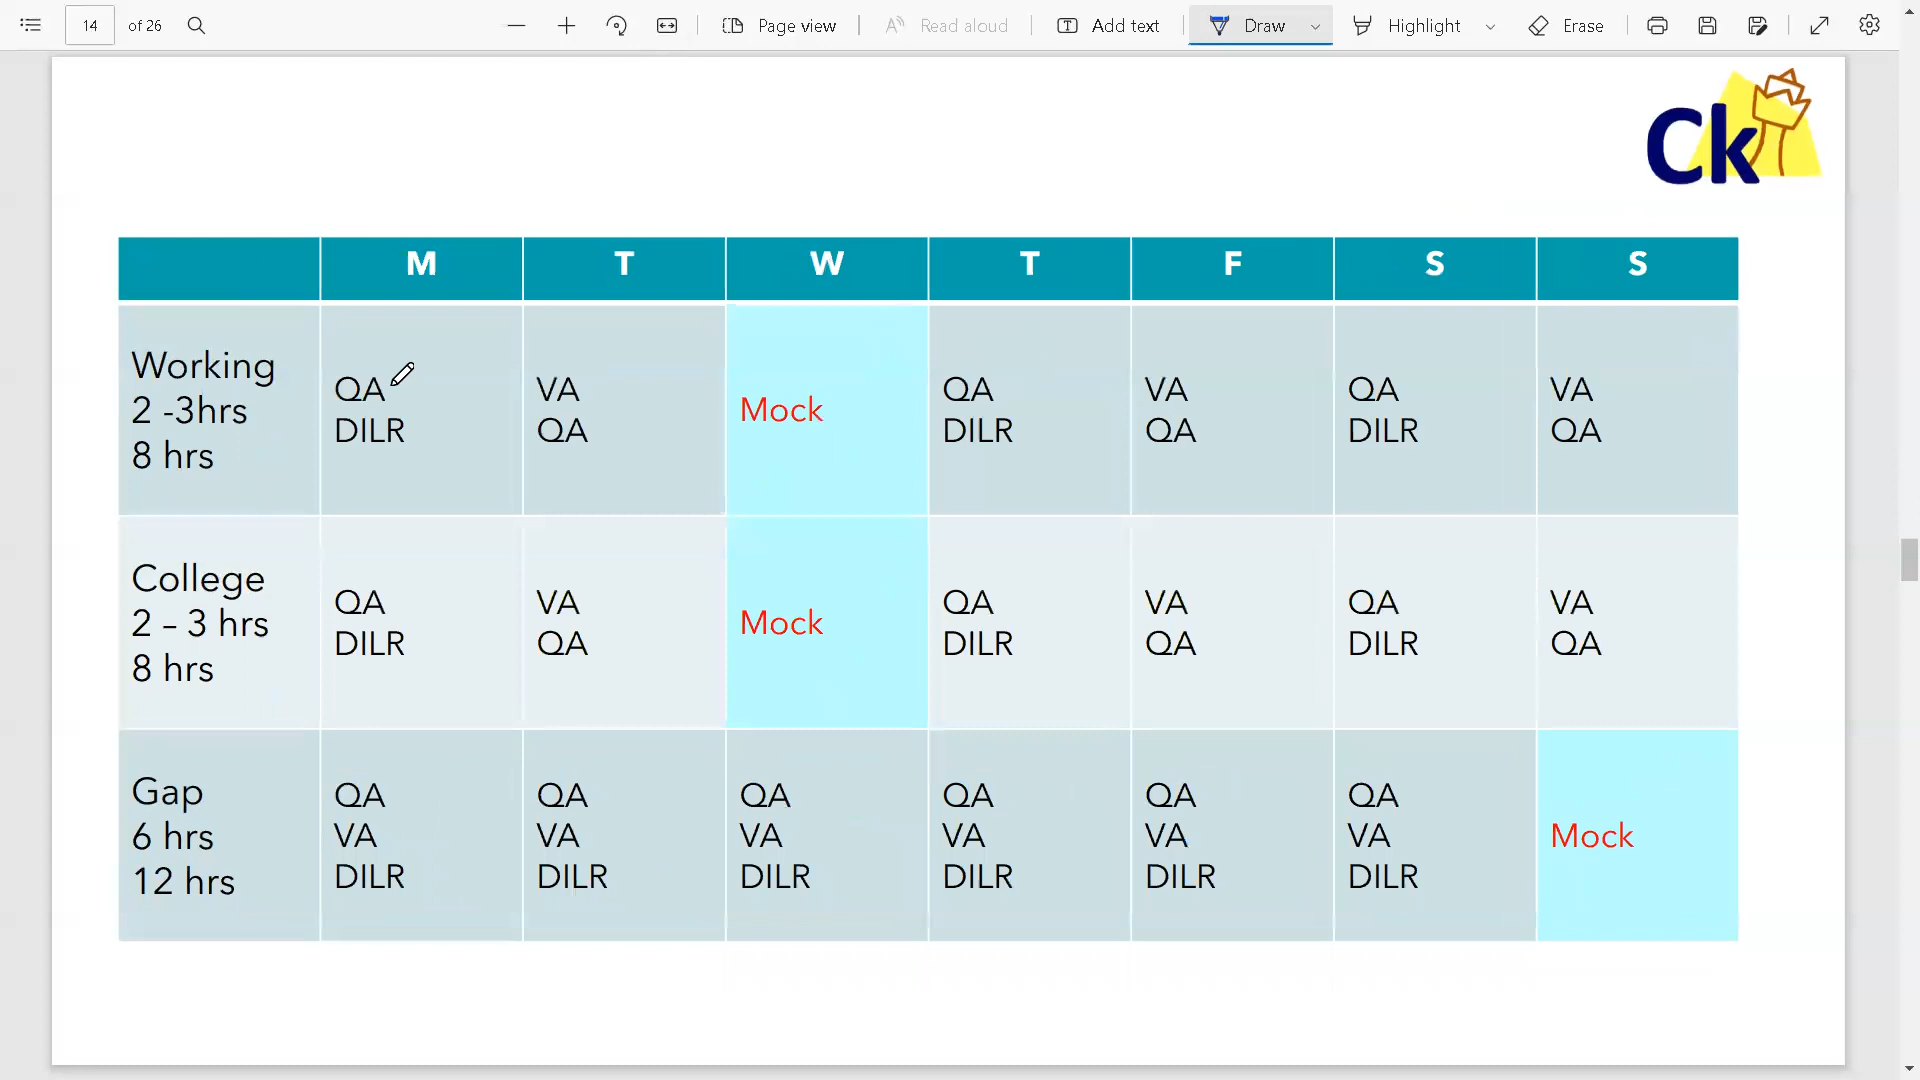 14 of 26 Page view Read aloud Add text Draw Highlight Erase
Ck
M T W T F S S
Working
2 -3hrs
8 hrs
QA
DILR
VA
QA
Mock
QA
DILR
VA
QA
QA
DILR
VA
QA
College
2 – 3 hrs
8 hrs
QA
DILR
VA
QA
Mock
QA
DILR
VA
QA
QA
DILR
VA
QA
Gap
6 hrs
12 hrs
QA
VA
DILR
QA
VA
DILR
QA
VA
DILR
QA
VA
DILR
QA
VA
DILR
QA
VA
DILR
Mock